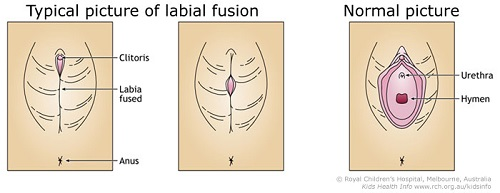 Typical picture of labial fusion
Normal picture
Clitoris
Labia
fused
Anus
Urethra
Hymen
© Royal Children's Hospital, Melbourne, Australia
Kids Health Info www.rch.org.au/kidsinfo